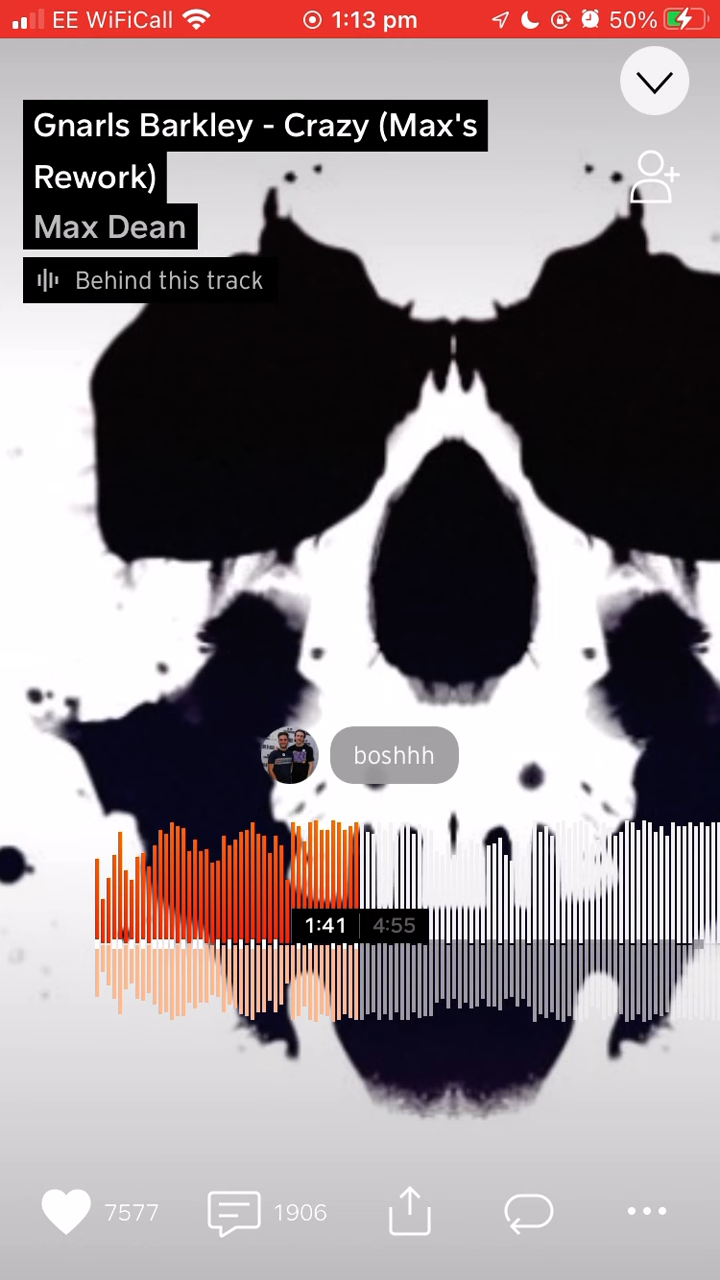 EE WiFiCall 1:13 pm 50%
Gnarls Barkley - Crazy (Max's
Rework)
Max Dean
Behind this track
boshhh
1:41 4:55
7577 1906